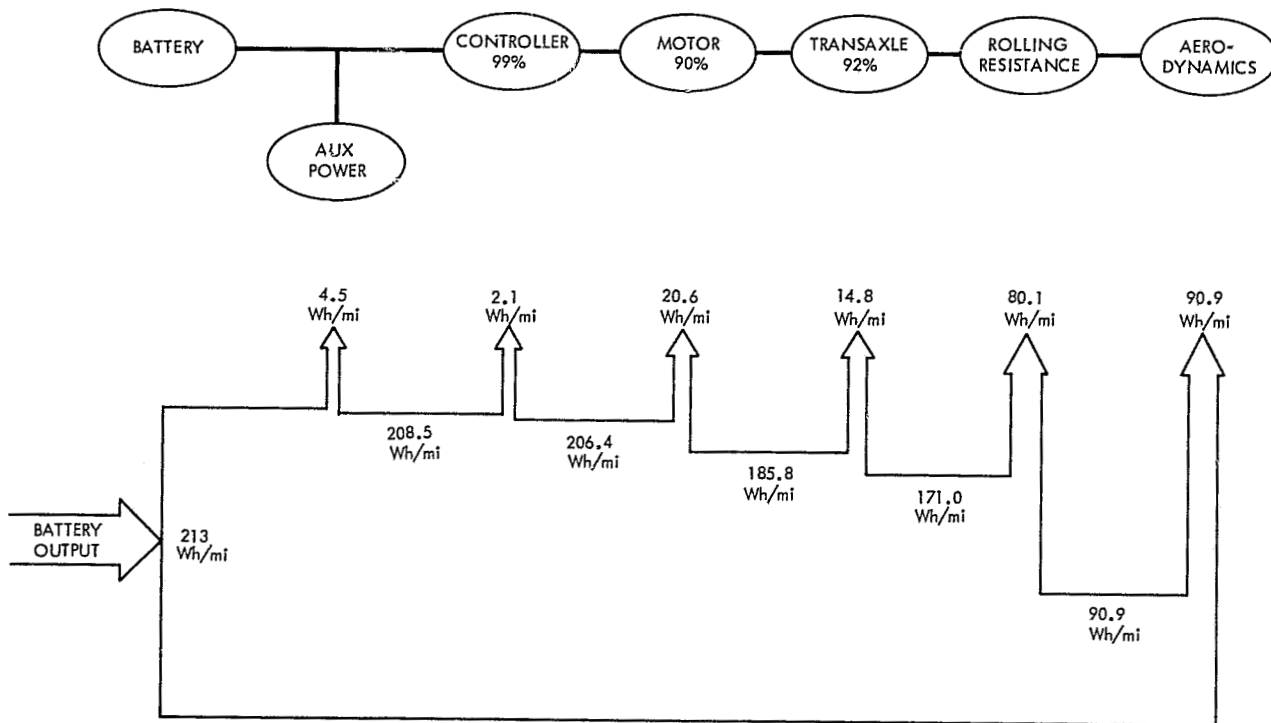 BATTERY
CONTROLLER
99%
MOTOR
90%
TRANSAXLE
92%
ROLLING
RESISTANCE
AERO-
DYNAMICS
AUX
POWER
4.5
Wh/mi
2.1
Wh/mi
20.6
Wh/mi
14.8
Wh/mi
80.1
Wh/mi
90.9
Wh/mi
208.5
Wh/mi
206.4
Wh/mi
185.8
Wh/mi
171.0
Wh/mi
BATTERY
OUTPUT
213
Wh/mi
90.9
Wh/mi